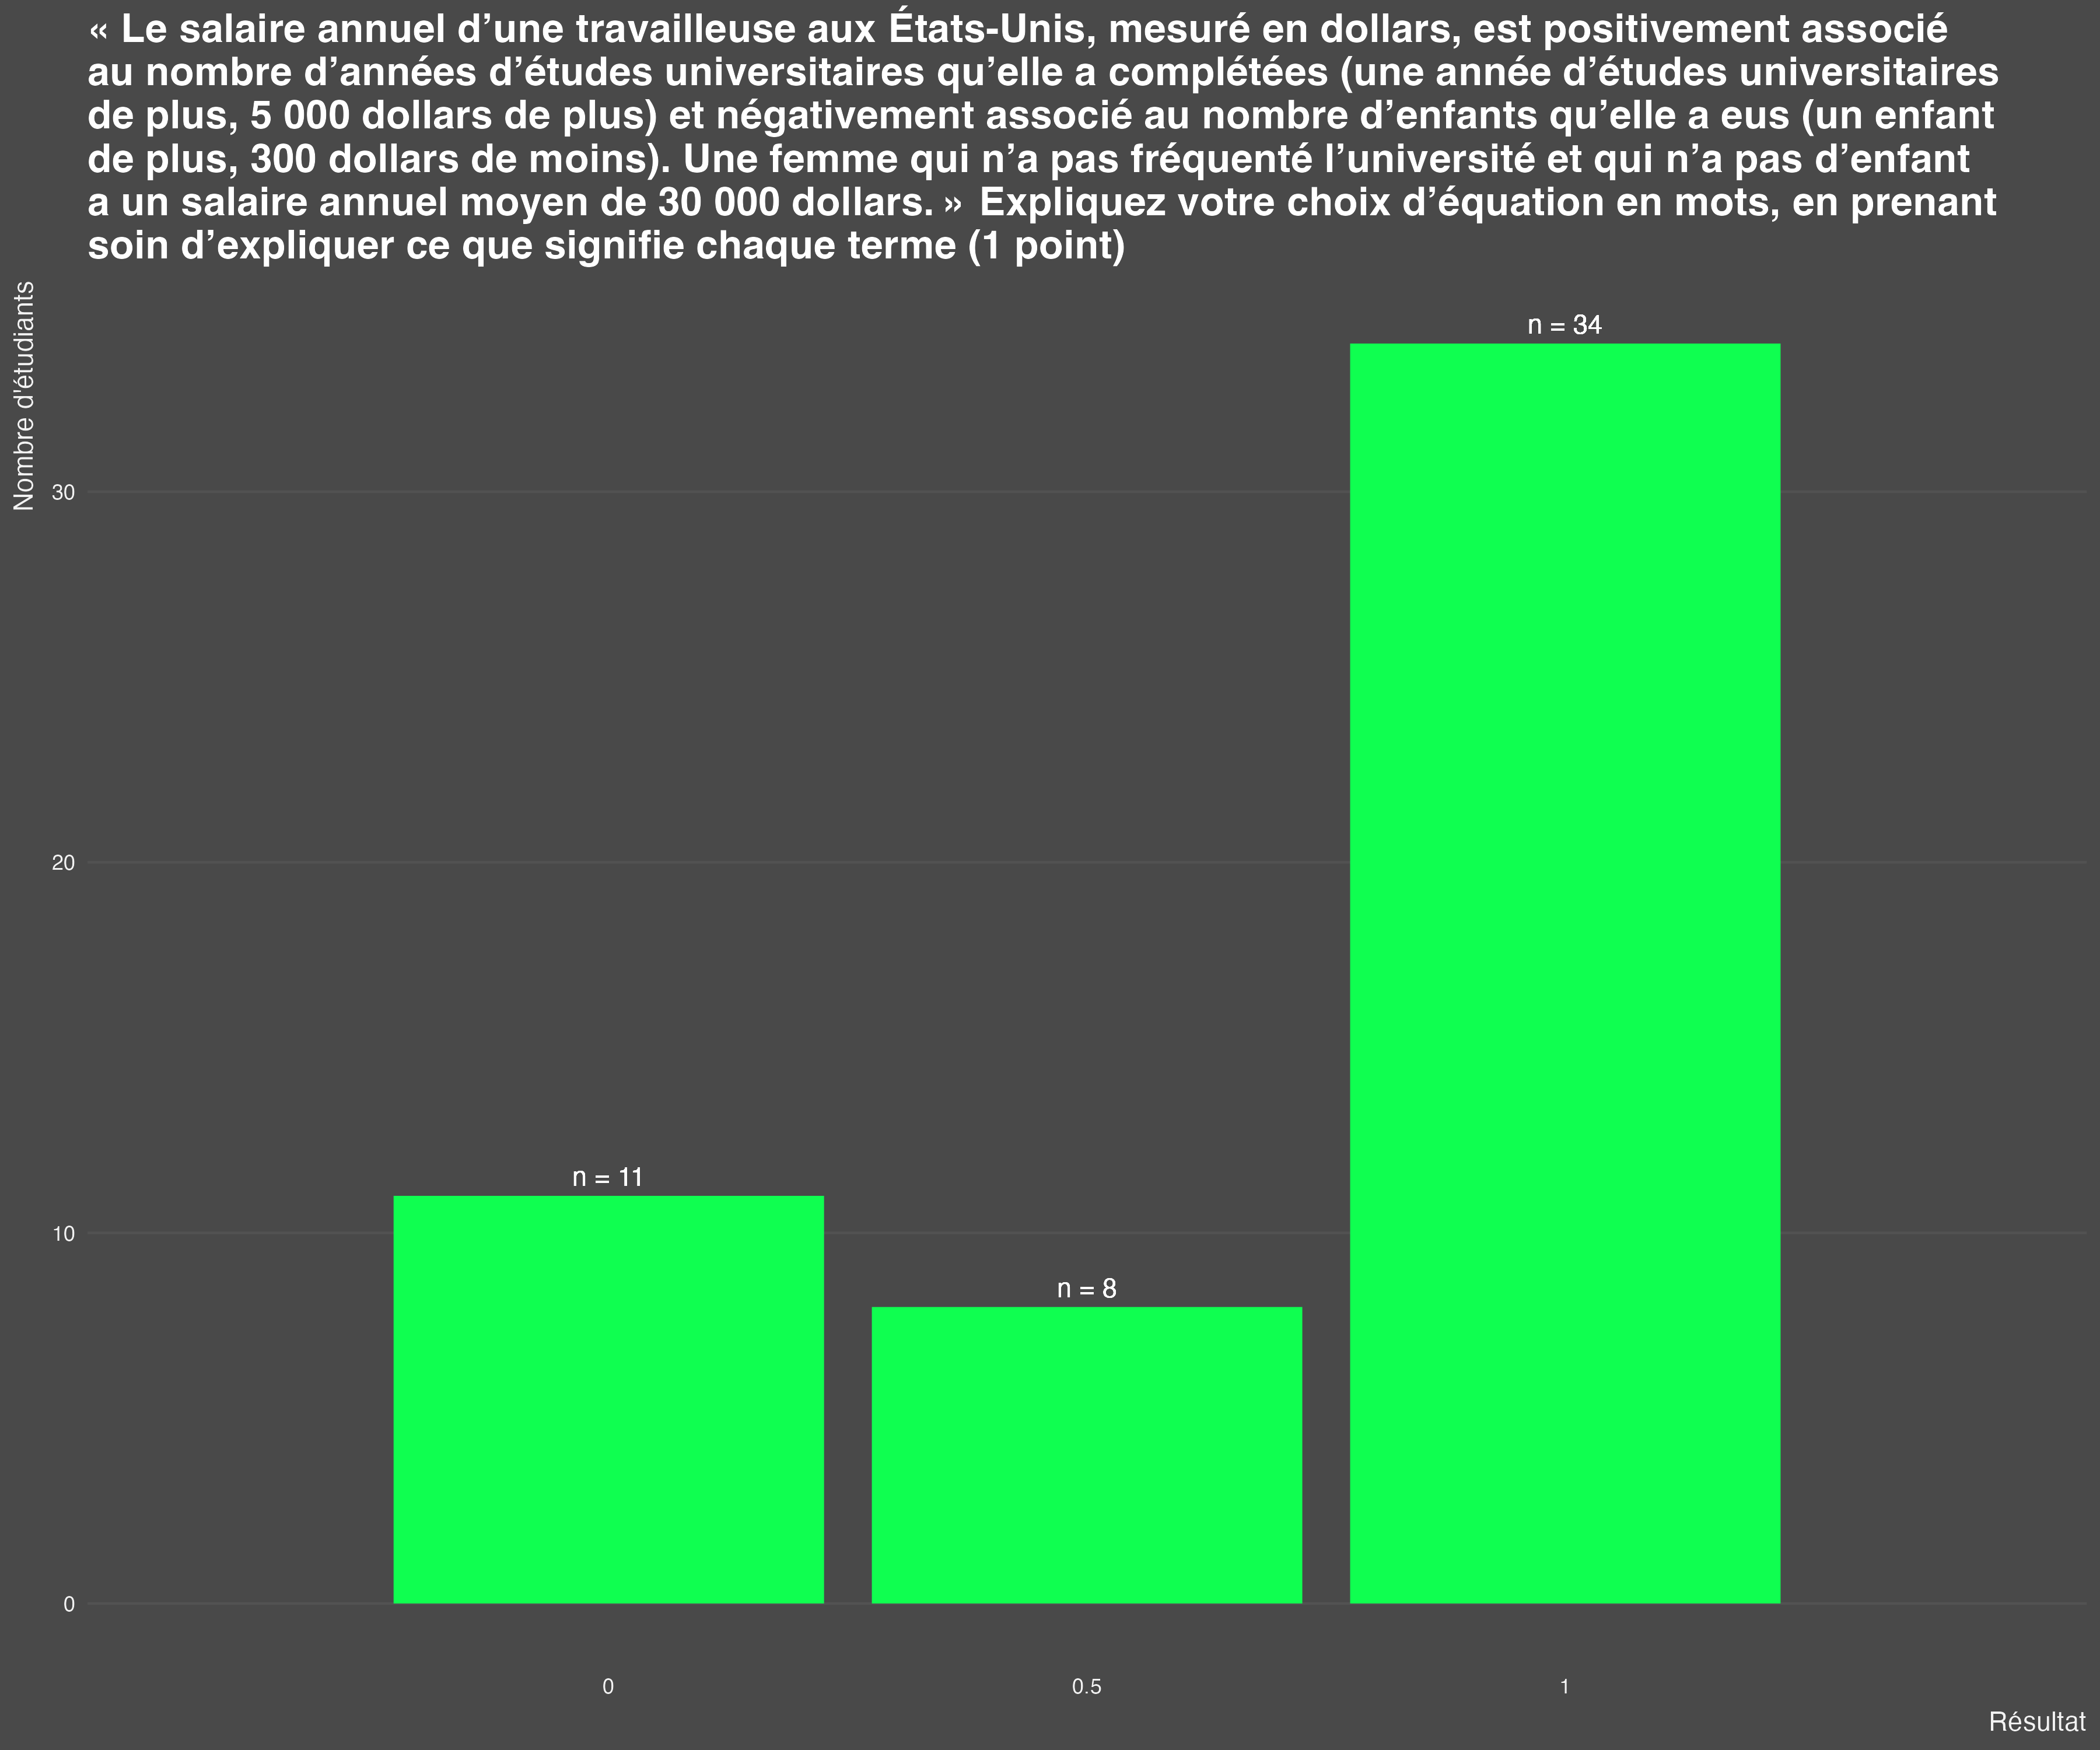 « Le salaire annuel d’une travailleuse aux États-Unis, mesuré en dollars, est positivement associé
au nombre d’années d’études universitaires qu’elle a complétées (une année d’études universitaires
de plus, 5 000 dollars de plus) et négativement associé au nombre d’enfants qu’elle a eus (un enfant
de plus, 300 dollars de moins). Une femme qui n’a pas fréquenté l’université et qui n’a pas d’enfant
a un salaire annuel moyen de 30 000 dollars. » Expliquez votre choix d’équation en mots, en prenant
soin d’expliquer ce que signifie chaque terme (1 point)
Nombre d'étudiants
n = 34
30
20
n = 11
10
n = 8
0
0
0.5
1
Résultat